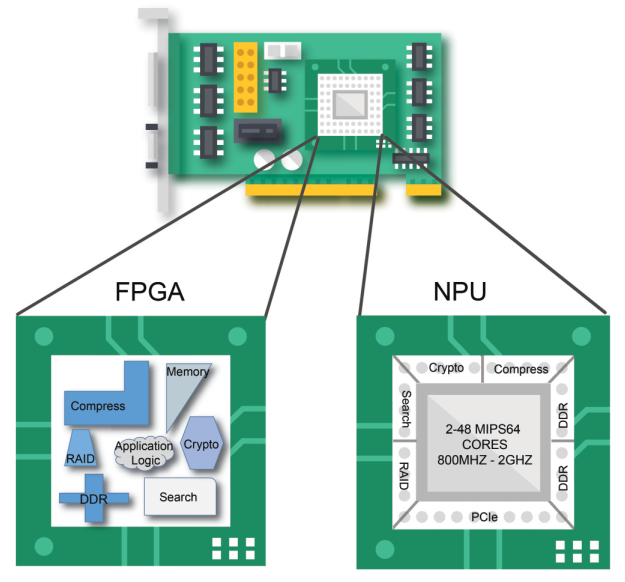 FPGA
NPU
Memory
Compress
Application
Logic
Crypto
RAID
DDR
Search
Crypto
Compress
Search
DDR
2-48 MIPS64
CORES
800MHZ - 2GHZ
RAID
DDR
PCIe